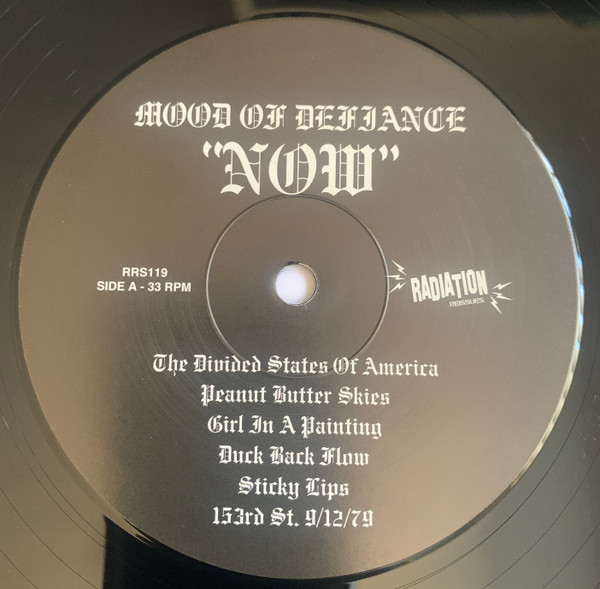 MOOD OF DEFIANCE
"NOW"
RRS119
SIDE A - 33 RPM
RADIATION
REISSUES
The Divided States Of America
Peanut Butter Skies
Girl In A Painting
Duck Back Flow
Sticky Lips
153rd St. 9/12/79